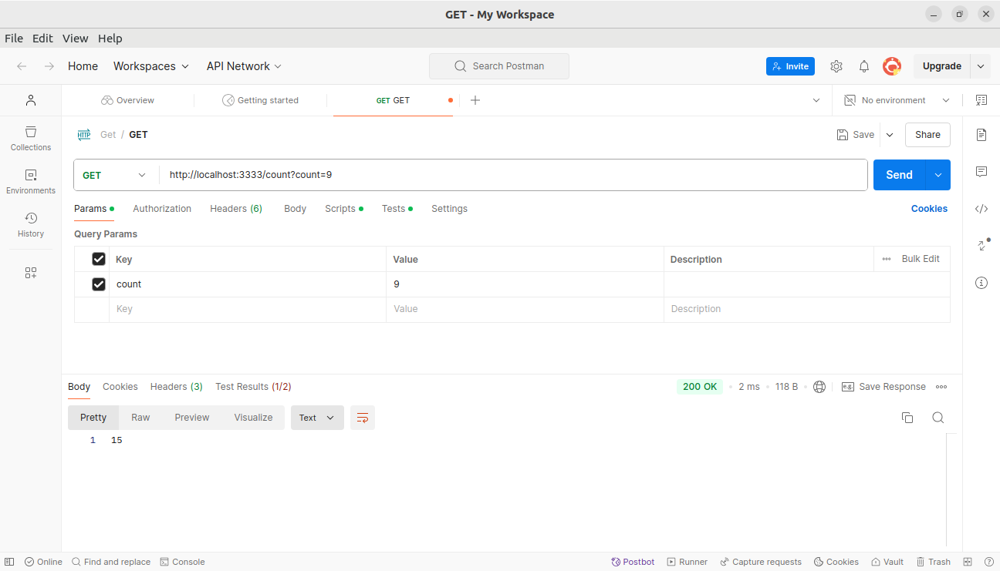 GET - My Workspace
File Edit View Help
Home Workspaces API Network Search Postman Invite Upgrade
Overview Getting started GET GET No environment
HTTP Get / GET Save Share
GET http://localhost:3333/count?count=9 Send
Params Authorization Headers (6) Body Scripts Tests Settings Cookies
Query Params
Key Value Description Bulk Edit
count 9
Key Value Description
Collections
Environments
History
Body Cookies Headers (3) Test Results (1/2) 200 OK 2 ms 118 B e.g. Save Response
Pretty Raw Preview Visualize Text
1 15
Online Find and replace Console Postbot Runner Capture requests Cookies Vault Trash